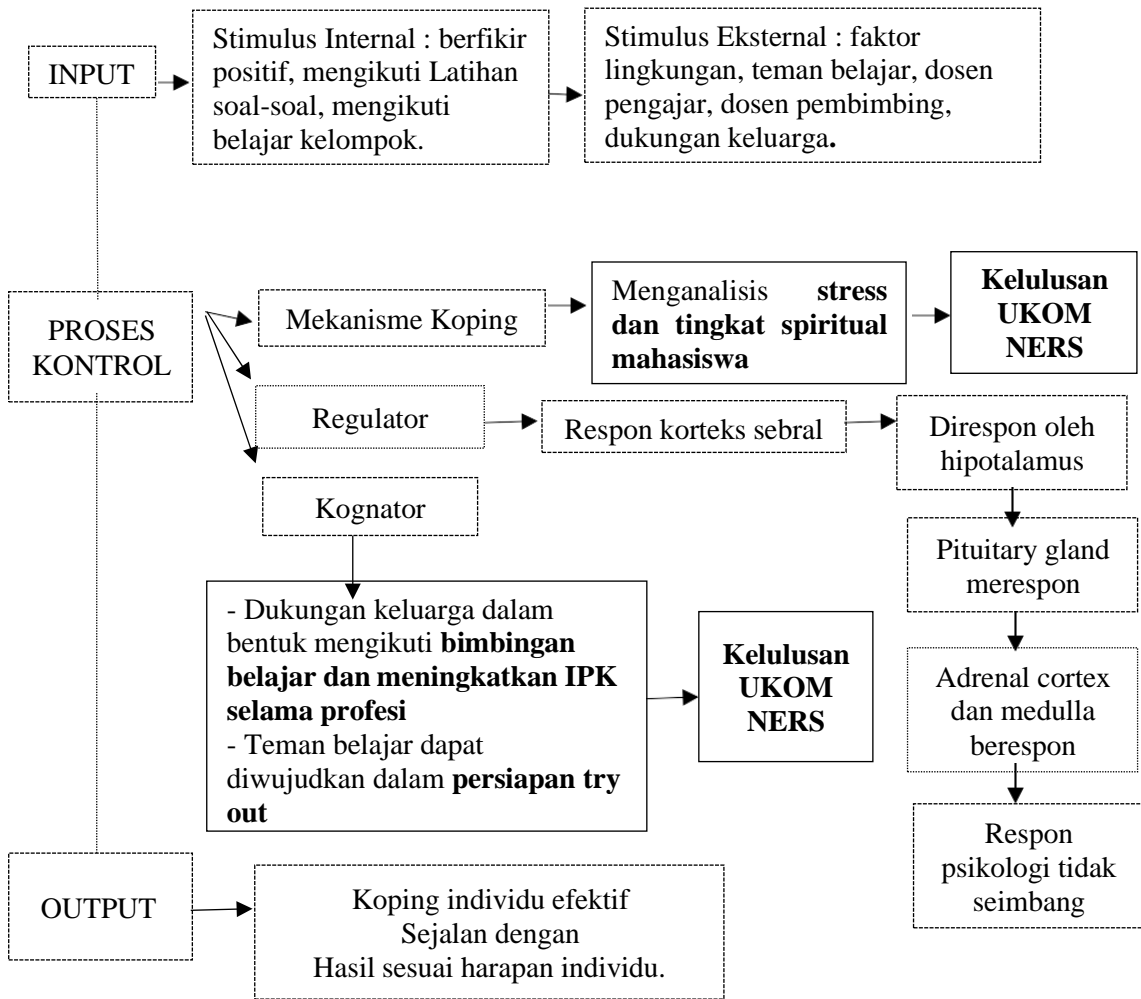 INPUT
Stimulus Internal : berfikir
positif, mengikuti Latihan
soal-soal, mengikuti
belajar kelompok.
Stimulus Eksternal : faktor
lingkungan, teman belajar, dosen
pengajar, dosen pembimbing,
dukungan keluarga.
PROSES
KONTROL
Mekanisme Koping
Menganalisis stress
dan tingkat spiritual
mahasiswa
Kelulusan
UKOM
NERS
Regulator
Respon korteks sebral
Direspon oleh
hipotalamus
Pituitary gland
merespon
Adrenal cortex
dan medulla
berespon
Respon
psikologi tidak
seimbang
Kognator
- Dukungan keluarga dalam
bentuk mengikuti bimbingan
belajar dan meningkatkan IPK
selama profesi
- Teman belajar dapat
diwujudkan dalam persiapan try
out
Kelulusan
UKOM
NERS
OUTPUT
Koping individu efektif
Sejalan dengan
Hasil sesuai harapan individu.